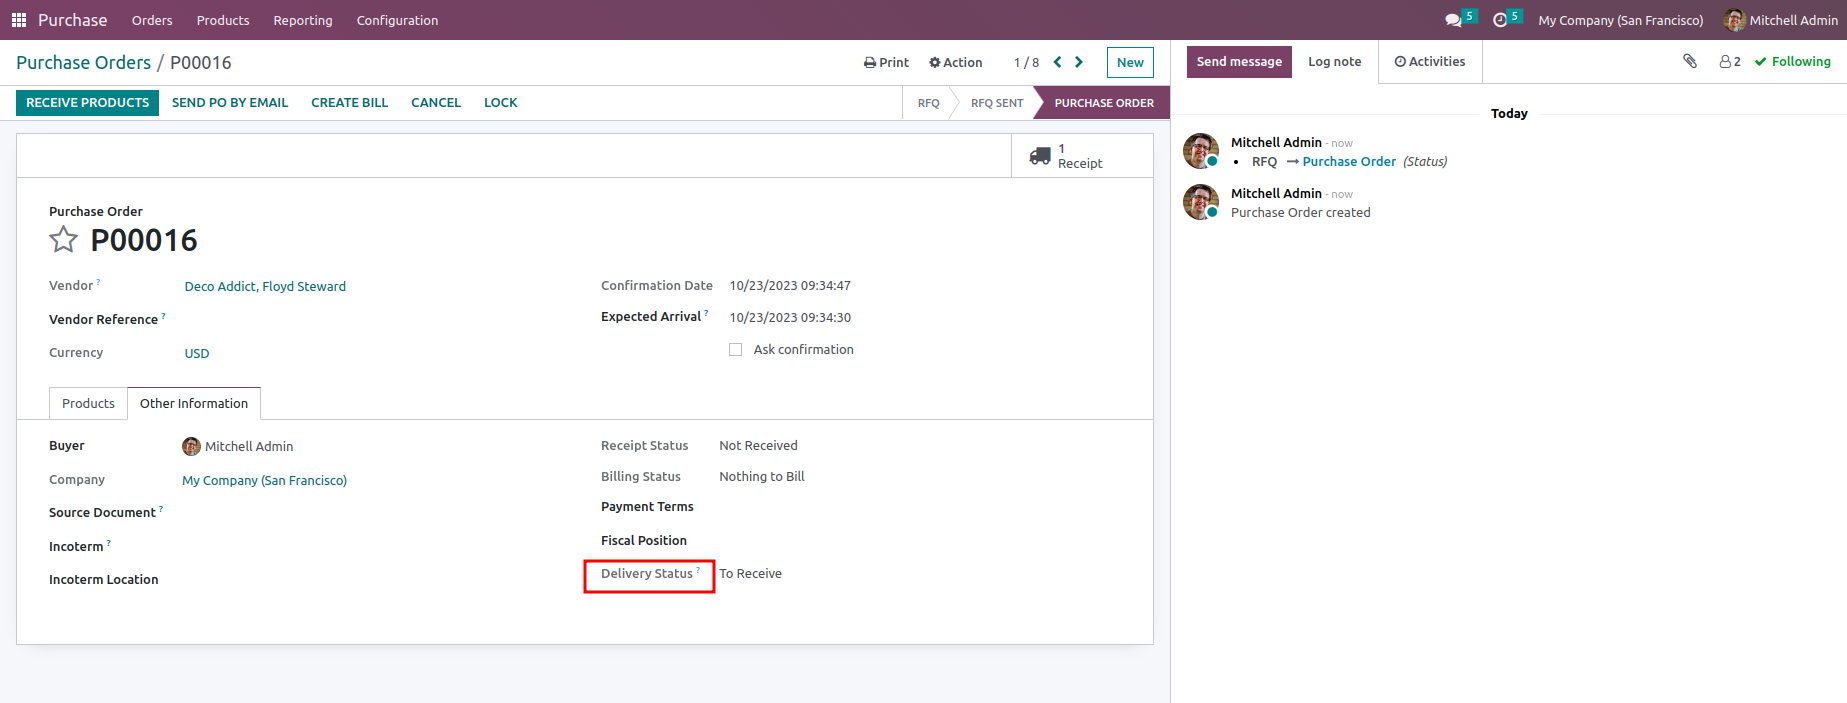 Purchase Orders Products Reporting Configuration 5 5 My Company (San Francisco) Mitchell Admin
Purchase Orders / P00016 Print Action 1 / 8 New
RECEIVE PRODUCTS SEND PO BY EMAIL CREATE BILL CANCEL LOCK RFQ RFQ SENT PURCHASE ORDER
1
Receipt
Purchase Order
P00016
Vendor ? Deco Addict, Floyd Steward Confirmation Date 10/23/2023 09:34:47
Vendor Reference ? Expected Arrival ? 10/23/2023 09:34:30
Currency USD Ask confirmation
Products Other Information
Buyer Mitchell Admin Receipt Status Not Received
Company My Company (San Francisco) Billing Status Nothing to Bill
Source Document ? Payment Terms
Incoterm ? Fiscal Position
Incoterm Location Delivery Status ? To Receive
Send message Log note Activities 2 Following
Today
Mitchell Admin - now
• RFQ → Purchase Order (Status)
Mitchell Admin - now
Purchase Order created